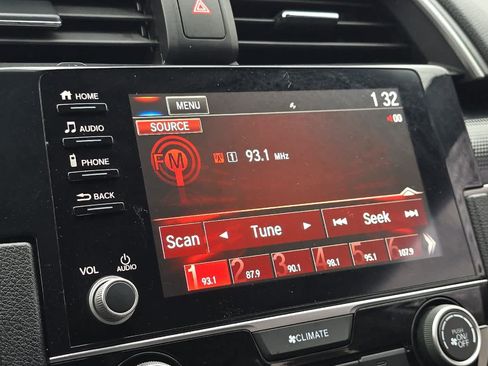 HOME
AUDIO
PHONE
BACK
VOL
AUDIO
MENU
1 32
SOURCE
00
FM
1 93.1 MHz
Scan
Tune
Seek
1 93.1
2 87.9
3 90.1
4 98.1
5 95.1
6 107.9
CLIMATE
PUSH
ON/
OFF